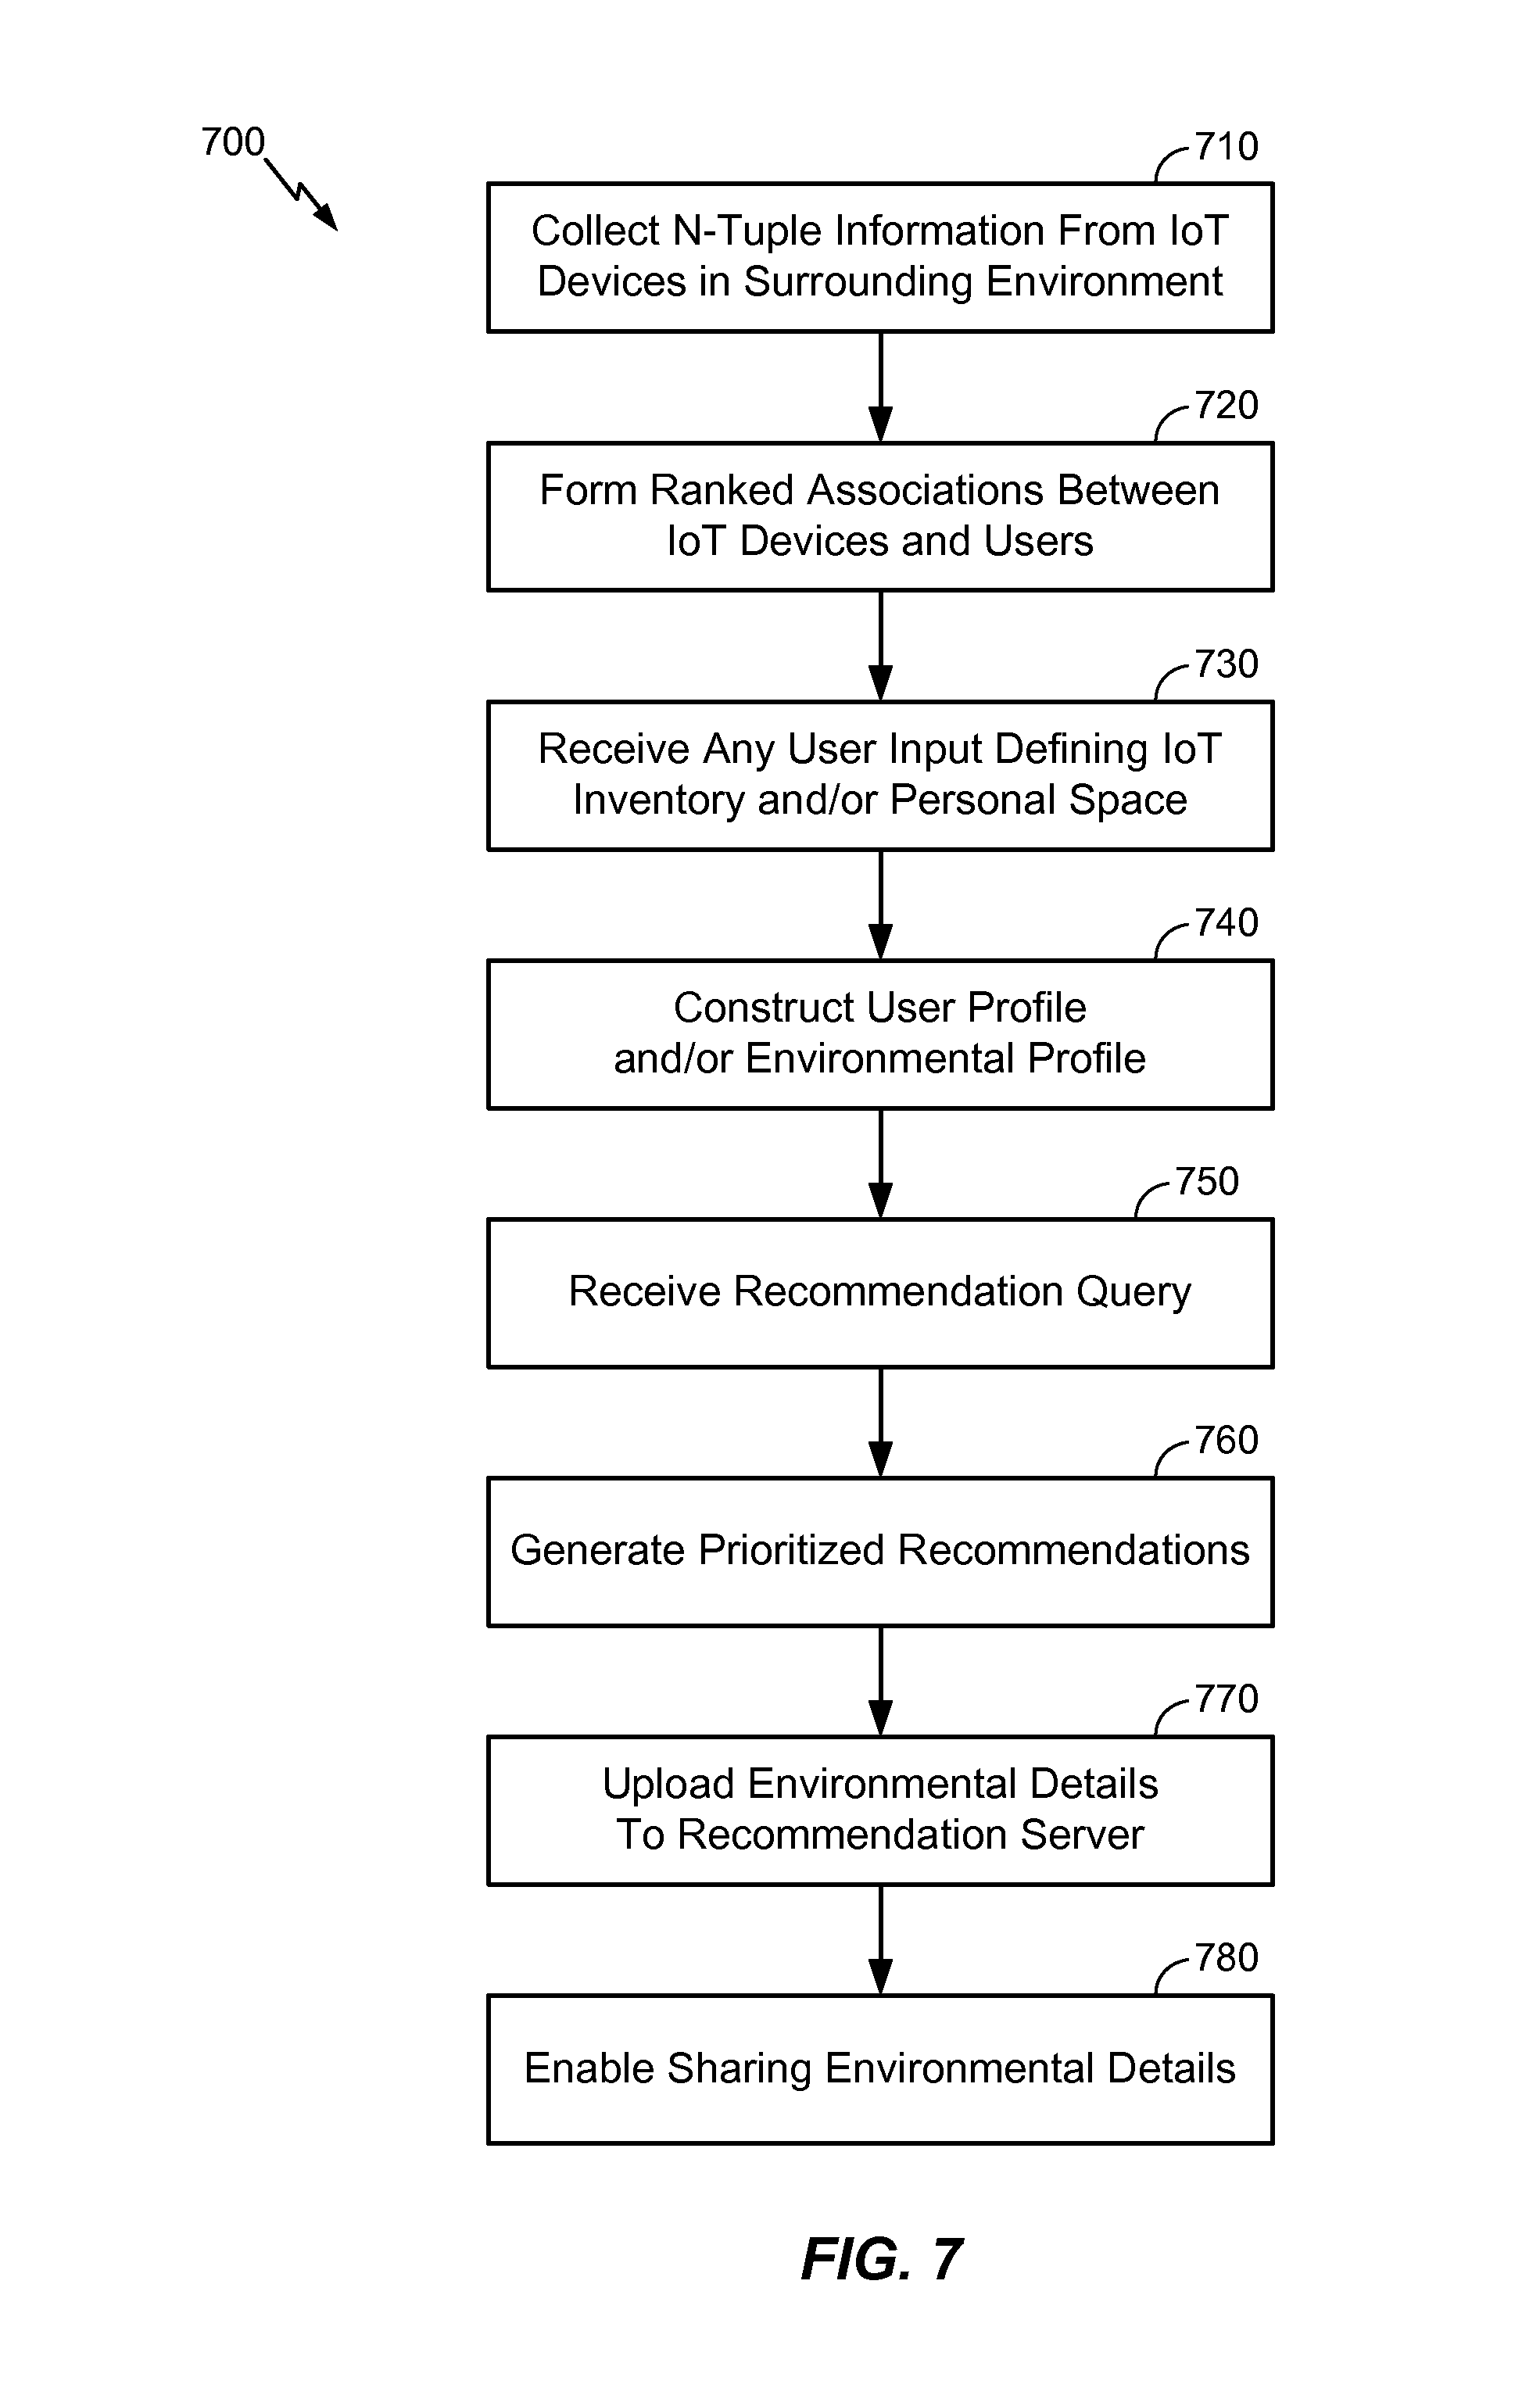 700
710
Collect N-Tuple Information From IoT
Devices in Surrounding Environment
720
Form Ranked Associations Between
IoT Devices and Users
730
Receive Any User Input Defining IoT
Inventory and/or Personal Space
740
Construct User Profile
and/or Environmental Profile
750
Receive Recommendation Query
760
Generate Prioritized Recommendations
770
Upload Environmental Details
To Recommendation Server
780
Enable Sharing Environmental Details
FIG. 7